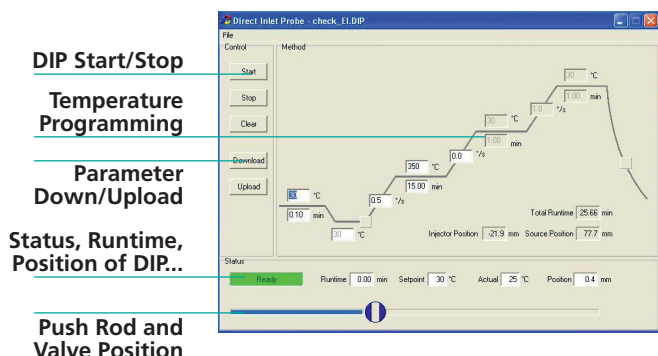 Direct Inlet Probe - check_EI.DIP
File
Control
Method
DIP Start/Stop
Start
Stop
Clear
Download
Upload
Temperature
Programming
Parameter
Down/Upload
30 °C
0.10 min
30 °C
0.5 °/s
350 °C
15.00 min
0.0 °/s
30 °C
1.00 min
1.0 °/s
30 °C
1.00 min
Total Runtime 25.66 min
Injector Position -21.9 mm Source Position 77.7 mm
Status, Runtime,
Position of DIP...
Status
Ready Runtime 0.00 min Setpoint 30 °C Actual 25 °C Position 0.4 mm
Push Rod and
Valve Position